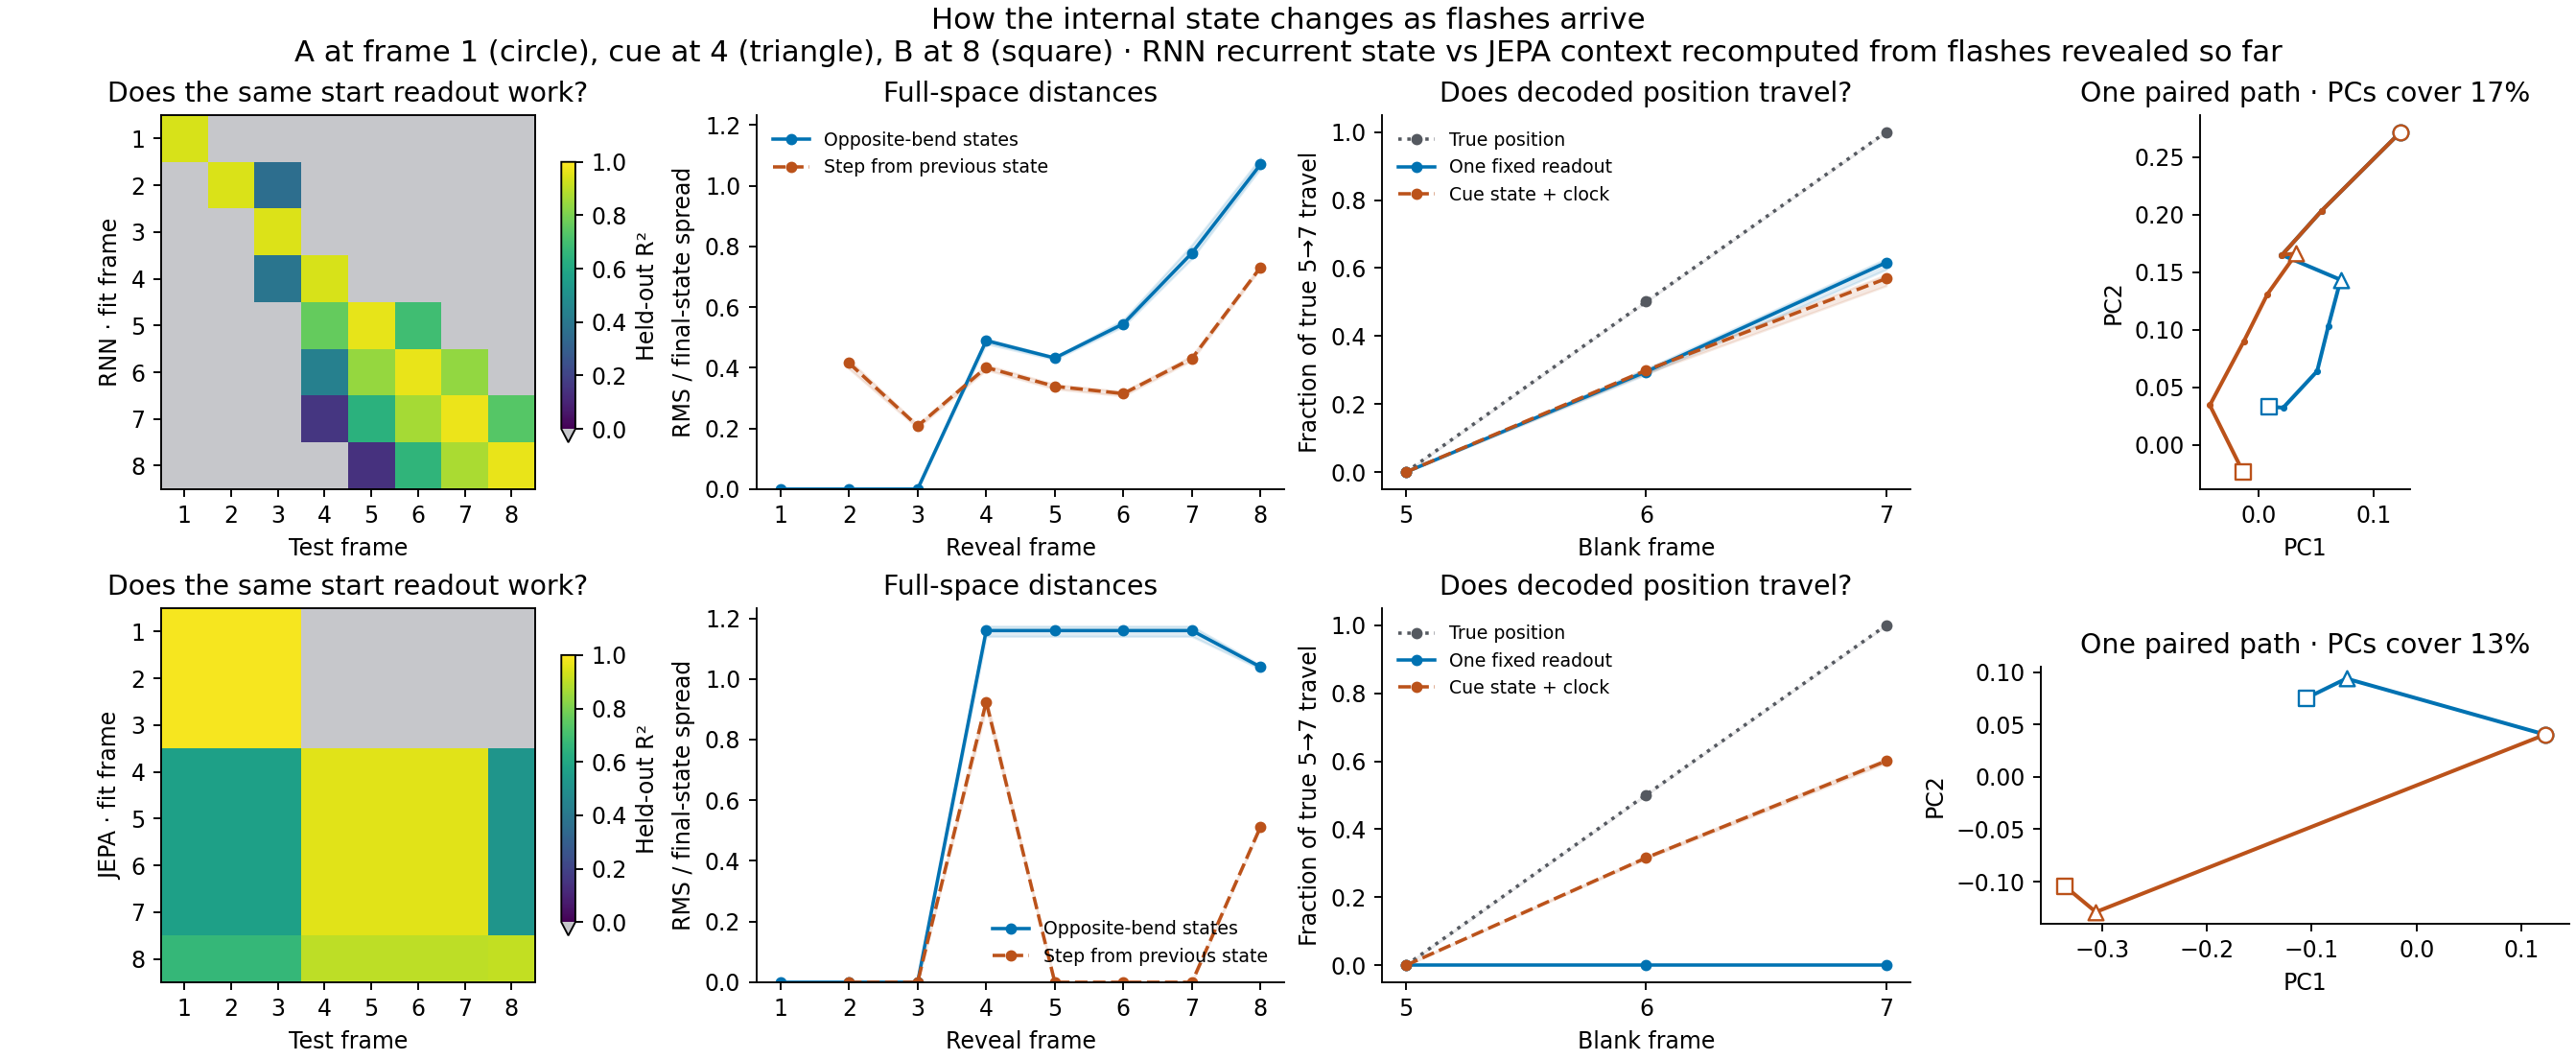 How the internal state changes as flashes arrive
A at frame 1 (circle), cue at 4 (triangle), B at 8 (square) · RNN recurrent state vs JEPA context recomputed from flashes revealed so far
Does the same start readout work?
RNN · fit frame
1
2
3
4
5
6
7
8
1 2 3 4 5 6 7 8
Test frame
1.0
0.8
0.6
0.4
0.2
0.0
Held-out R²
Full-space distances
Opposite-bend states
Step from previous state
RMS / final-state spread
1.2
1.0
0.8
0.6
0.4
0.2
0.0
1 2 3 4 5 6 7 8
Reveal frame
Does decoded position travel?
True position
One fixed readout
Cue state + clock
Fraction of true 5→7 travel
1.0
0.8
0.6
0.4
0.2
0.0
5 6 7
Blank frame
One paired path · PCs cover 17%
PC2
0.25
0.20
0.15
0.10
0.05
0.00
0.0 0.1
PC1
Does the same start readout work?
JEPA · fit frame
1
2
3
4
5
6
7
8
1 2 3 4 5 6 7 8
Test frame
1.0
0.8
0.6
0.4
0.2
0.0
Held-out R²
Full-space distances
RMS / final-state spread
1.2
1.0
0.8
0.6
0.4
0.2
0.0
Opposite-bend states
Step from previous state
1 2 3 4 5 6 7 8
Reveal frame
Does decoded position travel?
True position
One fixed readout
Cue state + clock
Fraction of true 5→7 travel
1.0
0.8
0.6
0.4
0.2
0.0
5 6 7
Blank frame
One paired path · PCs cover 13%
PC2
0.10
0.05
0.00
−0.05
−0.10
−0.3 −0.2 −0.1 0.0 0.1
PC1